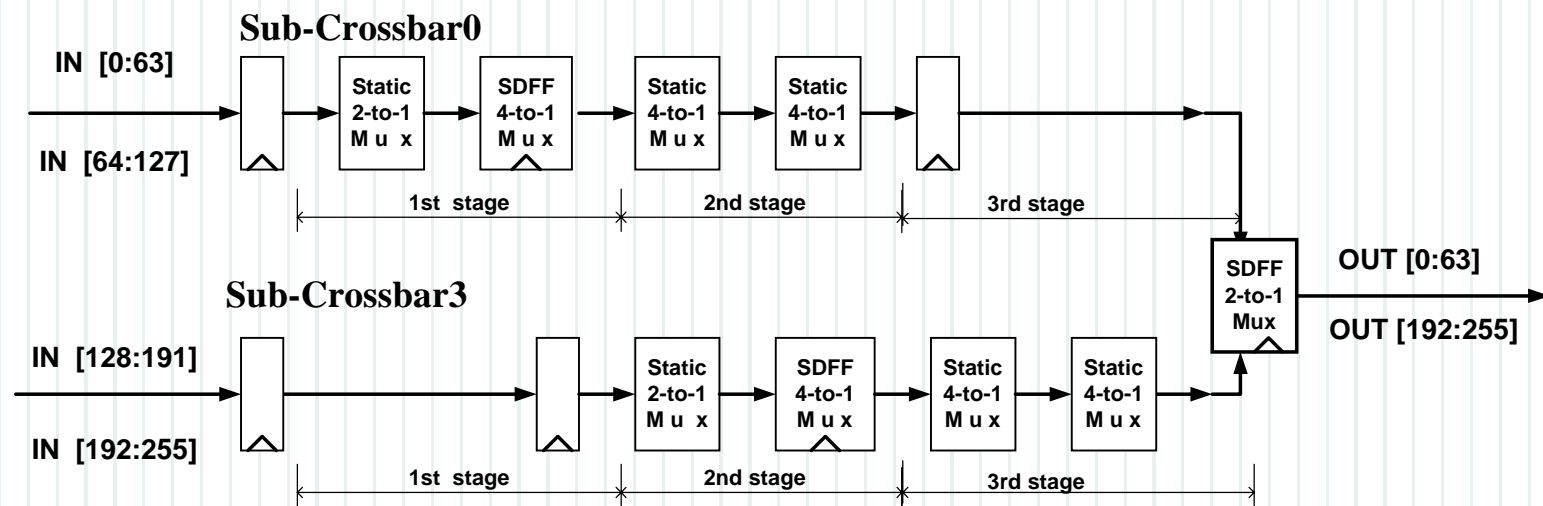 Sub-Crossbar0
IN [0:63]
IN [64:127]
Static
2-to-1
M u x
SDFF
4-to-1
M u x
Static
4-to-1
M u x
Static
4-to-1
M u x
1st stage
2nd stage
3rd stage
SDFF
2-to-1
Mux
OUT [0:63]
OUT [192:255]
Sub-Crossbar3
IN [128:191]
IN [192:255]
Static
2-to-1
M u x
SDFF
4-to-1
M u x
Static
4-to-1
M u x
Static
4-to-1
M u x
1st stage
2nd stage
3rd stage